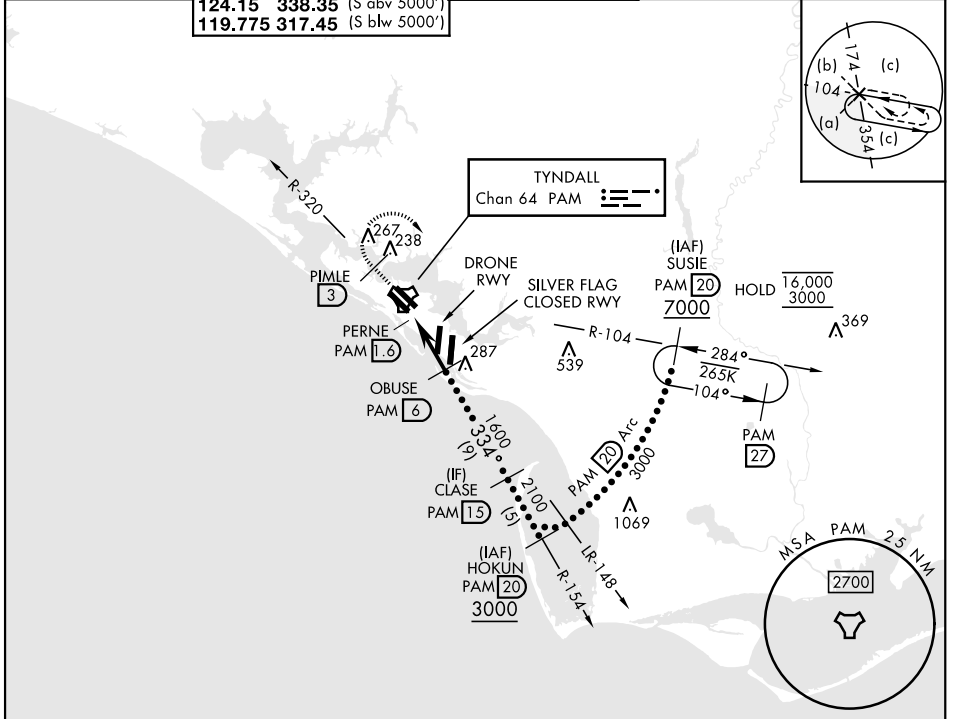 124.15 338.35 (S abv 5000')
119.775 317.45 (S blw 5000')
174
(b)
(c)
104
(a)
(c)
354
TYNDALL
Chan 64 PAM
R-320
267
238
PIMLE
3
DRONE
RWY
SILVER FLAG
CLOSED RWY
(IAF)
SUSIE
PAM 20
7000
HOLD
16,000
3000
369
PERNE
PAM 1.6
287
R-104
539
284°
265K
104°
OBUSE
PAM 6
PAM
27
1600
334°
(9)
PAM 20 Arc
3000
(IF)
CLASE
PAM 15
2100
(5)
1069
(IAF)
HOKUN
PAM 20
3000
R-154
LR-148
MSA PAM 25 NM
2700